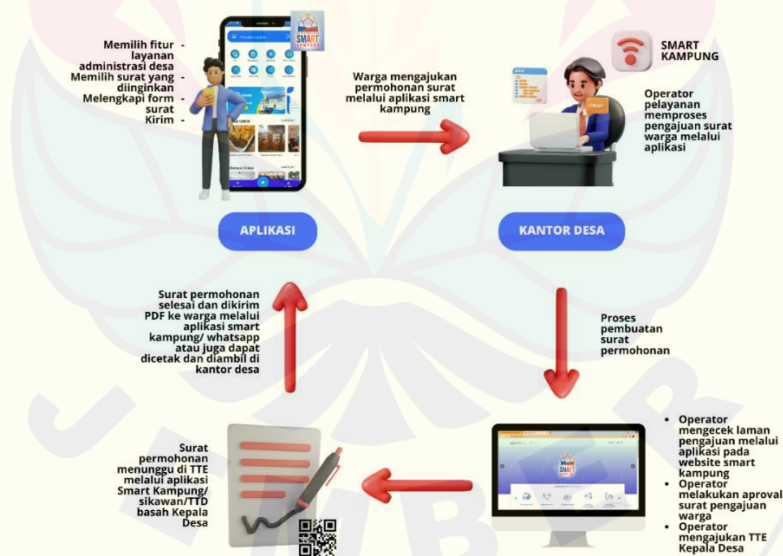 Memilih fitur -
layanan
administrasi desa
Memilih surat yang -
diinginkan
Melengkapi form -
surat
Kirim -
SMART
KAMPUNG
Warga mengajukan
permohonan surat
melalui aplikasi smart
kampung
SMART
KAMPUNG
Operator
pelayanan
memproses
pengajuan surat
warga melalui
aplikasi
APLIKASI
KANTOR DESA
Surat permohonan
selesai dan dikirim
PDF ke warga melalui
aplikasi smart
kampung/ whatsapp
atau juga dapat
dicetak dan diambil di
kantor desa
Proses
pembuatan
surat
permohonan
Surat
permohonan
menunggu di TTE
melalui aplikasi
Smart Kampung/
sikawan/TTD
basah Kepala
Desa
SMART
• Operator
mengecek laman
pengajuan melalui
aplikasi pada
website smart
kampung
• Operator
melakukan aproval
surat pengajuan
warga
• Operator
mengajukan TTE
Kepala Desa
JEMBER